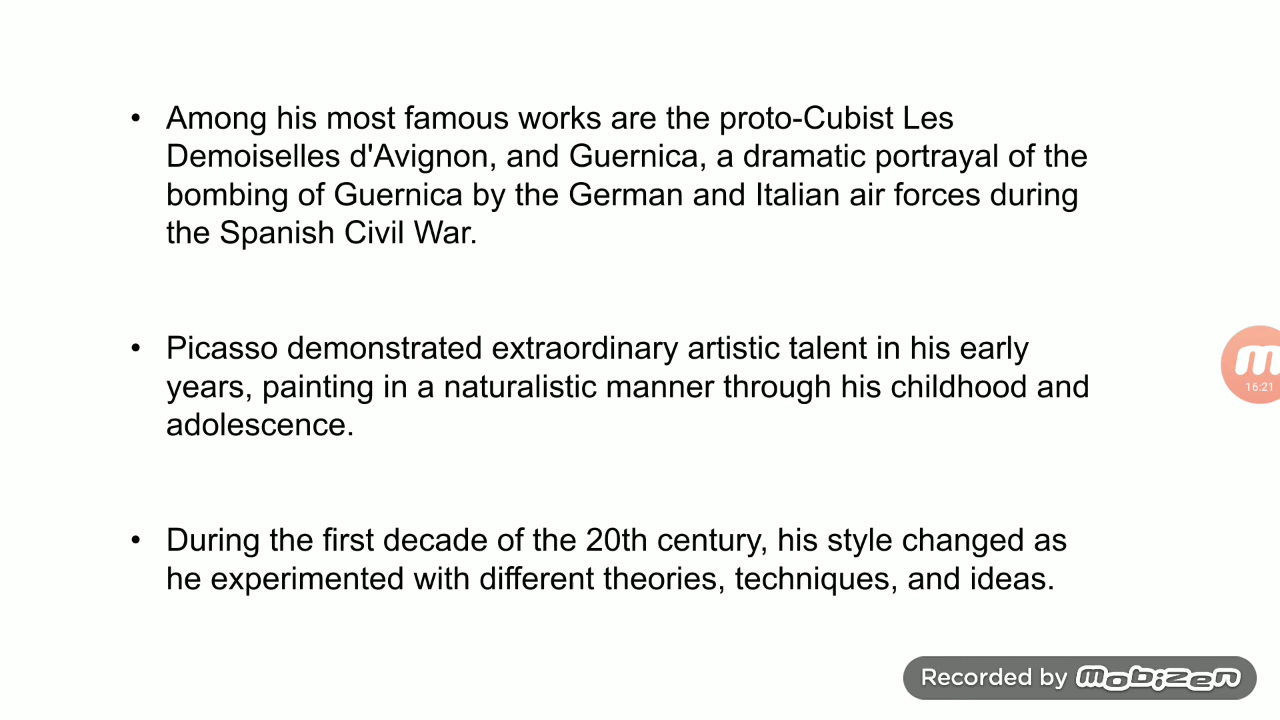 • Among his most famous works are the proto-Cubist Les
Demoiselles d'Avignon, and Guernica, a dramatic portrayal of the
bombing of Guernica by the German and Italian air forces during
the Spanish Civil War.
• Picasso demonstrated extraordinary artistic talent in his early
years, painting in a naturalistic manner through his childhood and
adolescence.
m
16:21
• During the first decade of the 20th century, his style changed as
he experimented with different theories, techniques, and ideas.
Recorded by mobizen